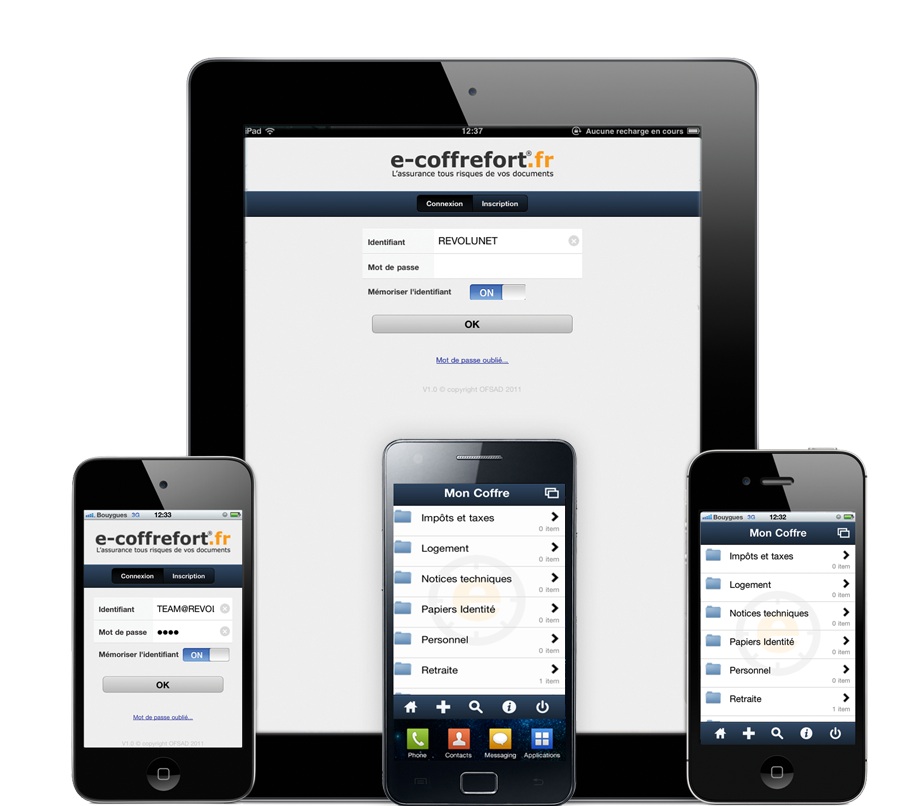 iPad 12:37 Aucune recharge en cours
e-coffrefort®.fr
L'assurance tous risques de vos documents
Connexion Inscription
Identifiant REVOLUNET
Mot de passe
Mémoriser l'identifiant ON
OK
Mot de passe oublié...
V1.0 © copyright OFSAD 2011
Bouygues 3G 12:33
e-coffrefort®.fr
L'assurance tous risques de vos documents
Connexion Inscription
Identifiant TEAM@REVOL
Mot de passe ●●●●
Mémoriser l'identifiant ON
OK
Mot de passe oublié...
V1.0 © copyright OFSAD 2011
Mon Coffre
Impôts et taxes
0 item
Logement
0 item
Notices techniques
0 item
Papiers Identité
0 item
Personnel
0 item
Retraite
1 item
Phone Contacts Messaging Applications
Bouygues 3G 12:32
Mon Coffre
Impôts et taxes
0 item
Logement
0 item
Notices techniques
0 item
Papiers Identité
0 item
Personnel
0 item
Retraite
1 item